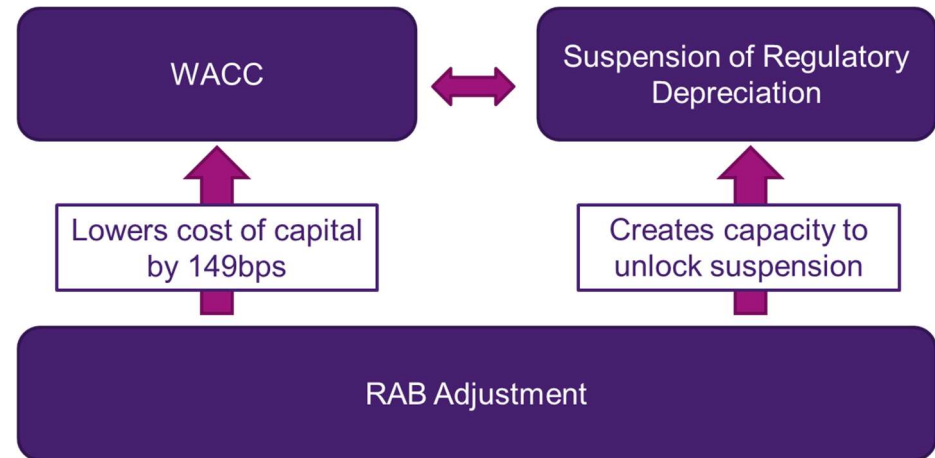 WACC
Suspension of Regulatory
Depreciation
Lowers cost of capital
by 149bps
Creates capacity to
unlock suspension
RAB Adjustment